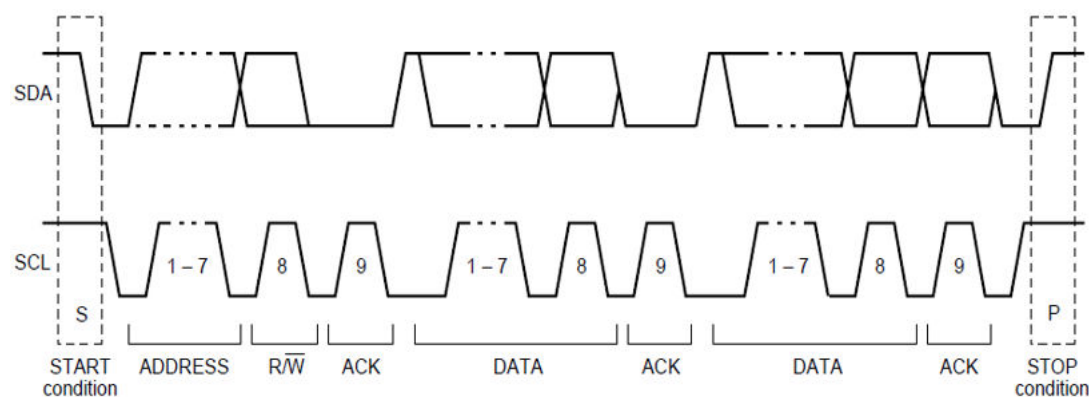 SDA
SCL
1 – 7
8
9
1 – 7
8
9
1 – 7
8
9
S
P
START
condition
ADDRESS
R/W̅
ACK
DATA
ACK
DATA
ACK
STOP
condition